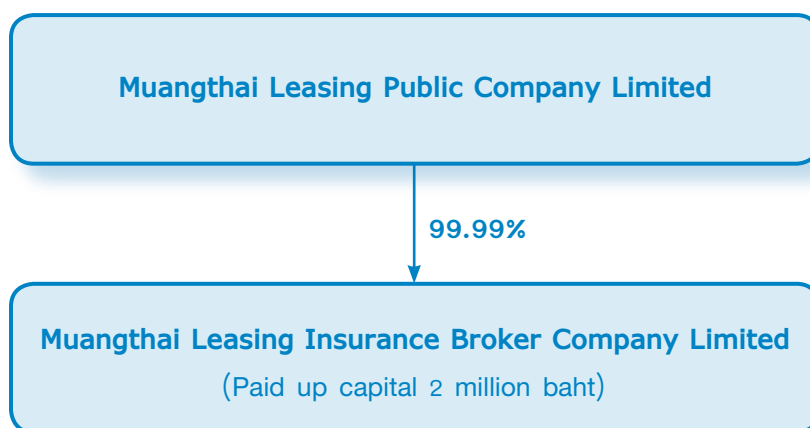 Muangthai Leasing Public Company Limited
99.99%
Muangthai Leasing Insurance Broker Company Limited
(Paid up capital 2 million baht)